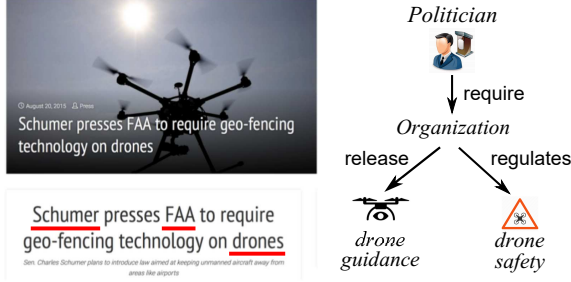 August 20, 2015 Press
Schumer presses FAA to require geo-fencing
technology on drones
Schumer presses FAA to require
geo-fencing technology on drones
Sen. Charles Schumer plans to introduce law aimed at keeping unmanned aircraft away from
areas like airports
Politician
require
Organization
release
regulates
drone
guidance
drone
safety